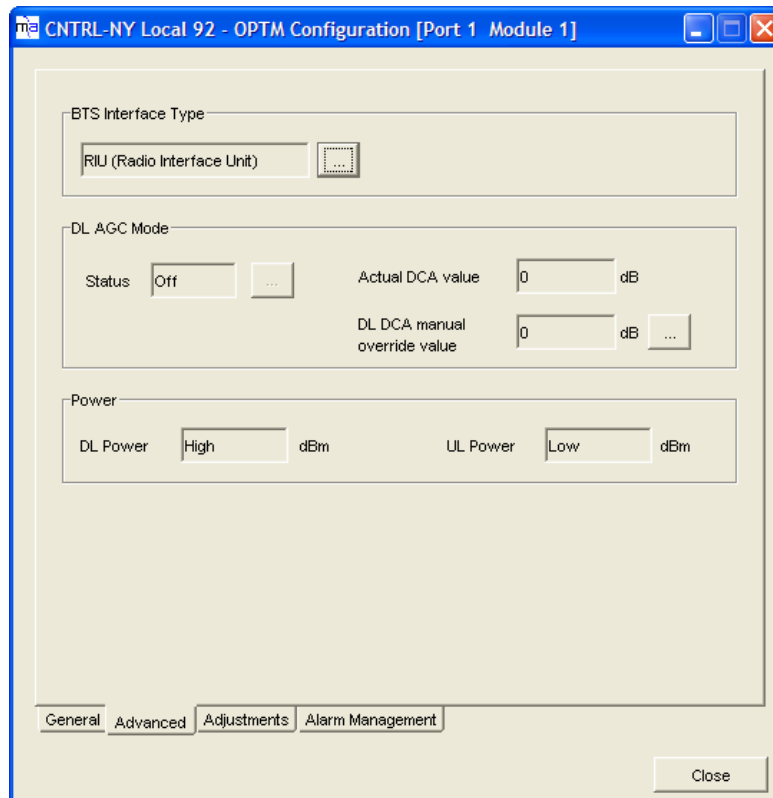 ma CNTRL-NY Local 92 - OPTM Configuration [Port 1 Module 1]
BTS Interface Type
RIU (Radio Interface Unit) ...
DL AGC Mode
Status Off ... Actual DCA value 0 dB
DL DCA manual
override value 0 dB ...
Power
DL Power High dBm UL Power Low dBm
General Advanced Adjustments Alarm Management
Close